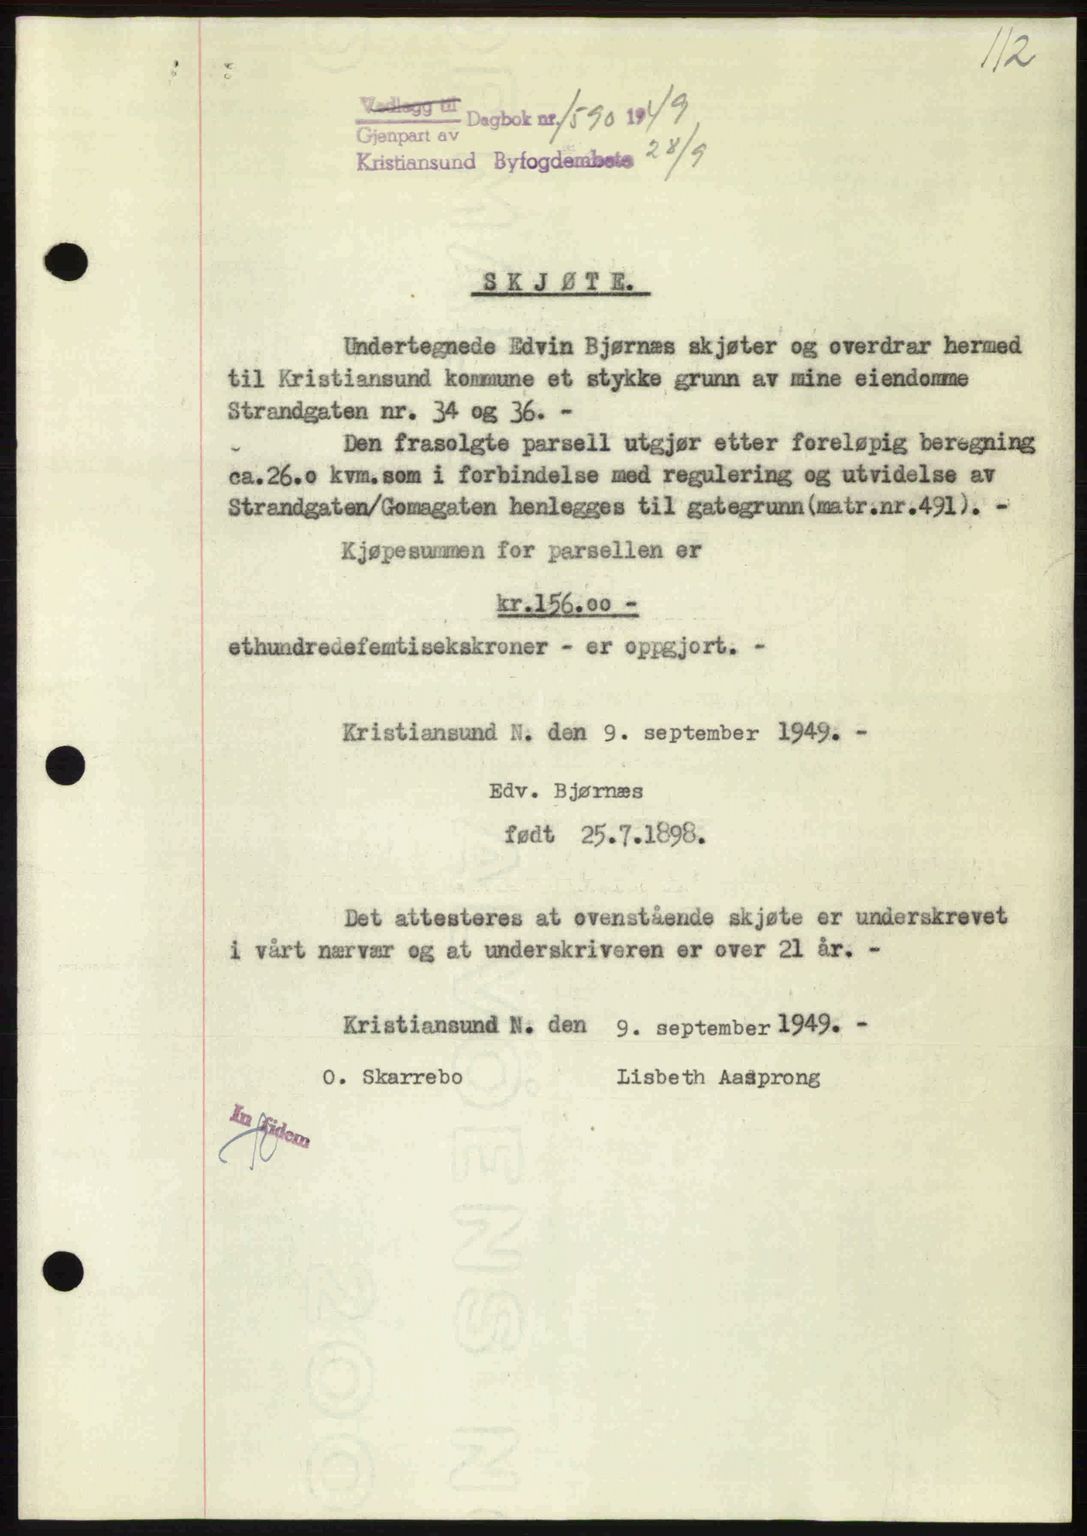 112
Vedlegg til
Gjenpart av
Dagbok nr. 1590 1949
Kristiansund Byfogdembete 28/9
SKJØTE.
Undertegnede Edvin Bjørnæs skjøter og overdrar hermed
til Kristiansund kommune et stykke grunn av mine eiendomme
Strandgaten nr. 34 og 36. -
Den frasolgte parsell utgjør etter foreløpig beregning
ca.26.o kvm.som i forbindelse med regulering og utvidelse av
Strandgaten/Gomagaten henlegges til gategrunn(matr.nr.491). -
Kjøpesummen for parsellen er
kr.156.oo -
ethundredefemtisekskroner - er oppgjort. -
Kristiansund N. den 9. september 1949. -
Edv. Bjørnæs
født 25.7.1898.
Det attesteres at ovenstående skjøte er underskrevet
i vårt nærvær og at underskriveren er over 21 år. -
Kristiansund N. den 9. september 1949. -
O. Skarrebo Lisbeth Aasprong
In fidem